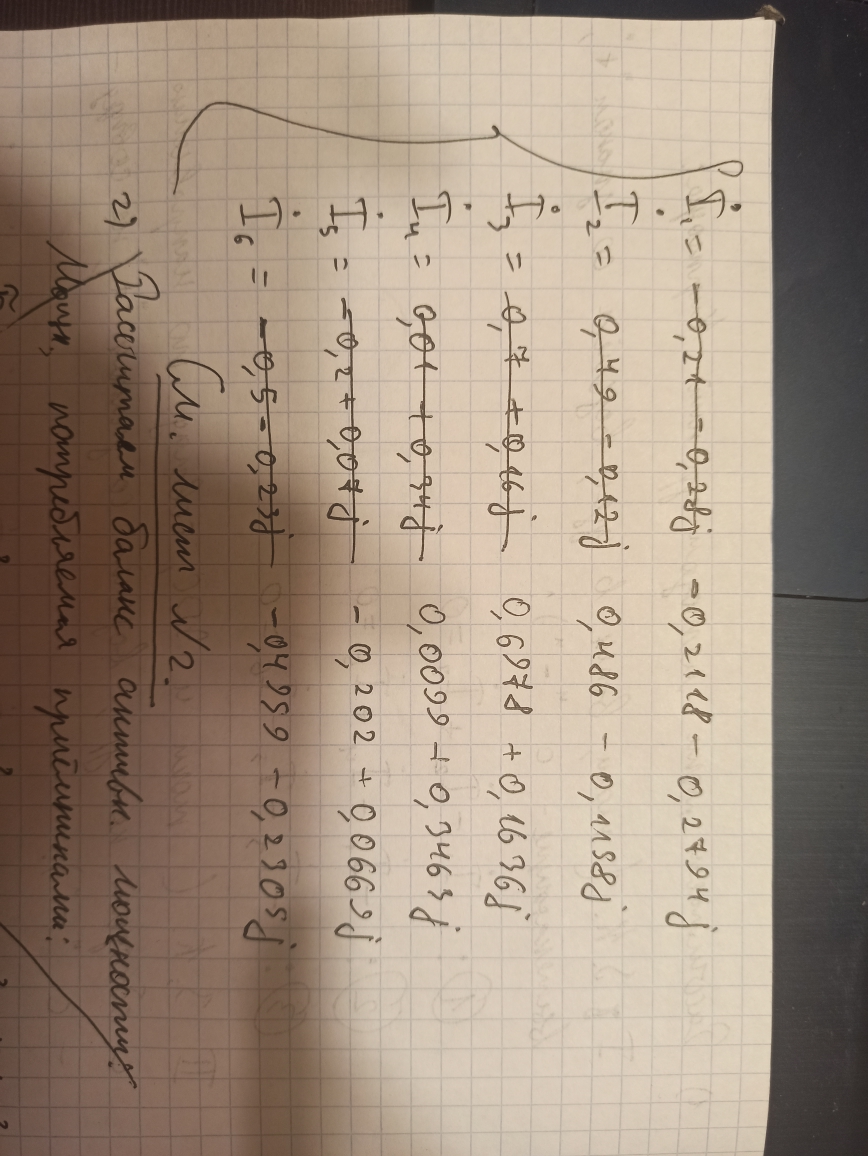 İ₁ = -0,21 - 0,28j -0,2118 - 0,2794j
İ₂ = 0,49 - 0,12j 0,486 - 0,1158j
İ₃ = 0,7 + 0,16j 0,6978 + 0,1636j
İ₄ = 0,01 + 0,34j 0,0099 + 0,3463j
İ₅ = -0,2 + 0,07j -0,202 + 0,0669j
İ₆ = -0,5 - 0,23j -0,4959 - 0,2305j
См. лист №2.
2) Рассчитаем баланс активн. мощности:
Мощн, потребляемая приёмниками: